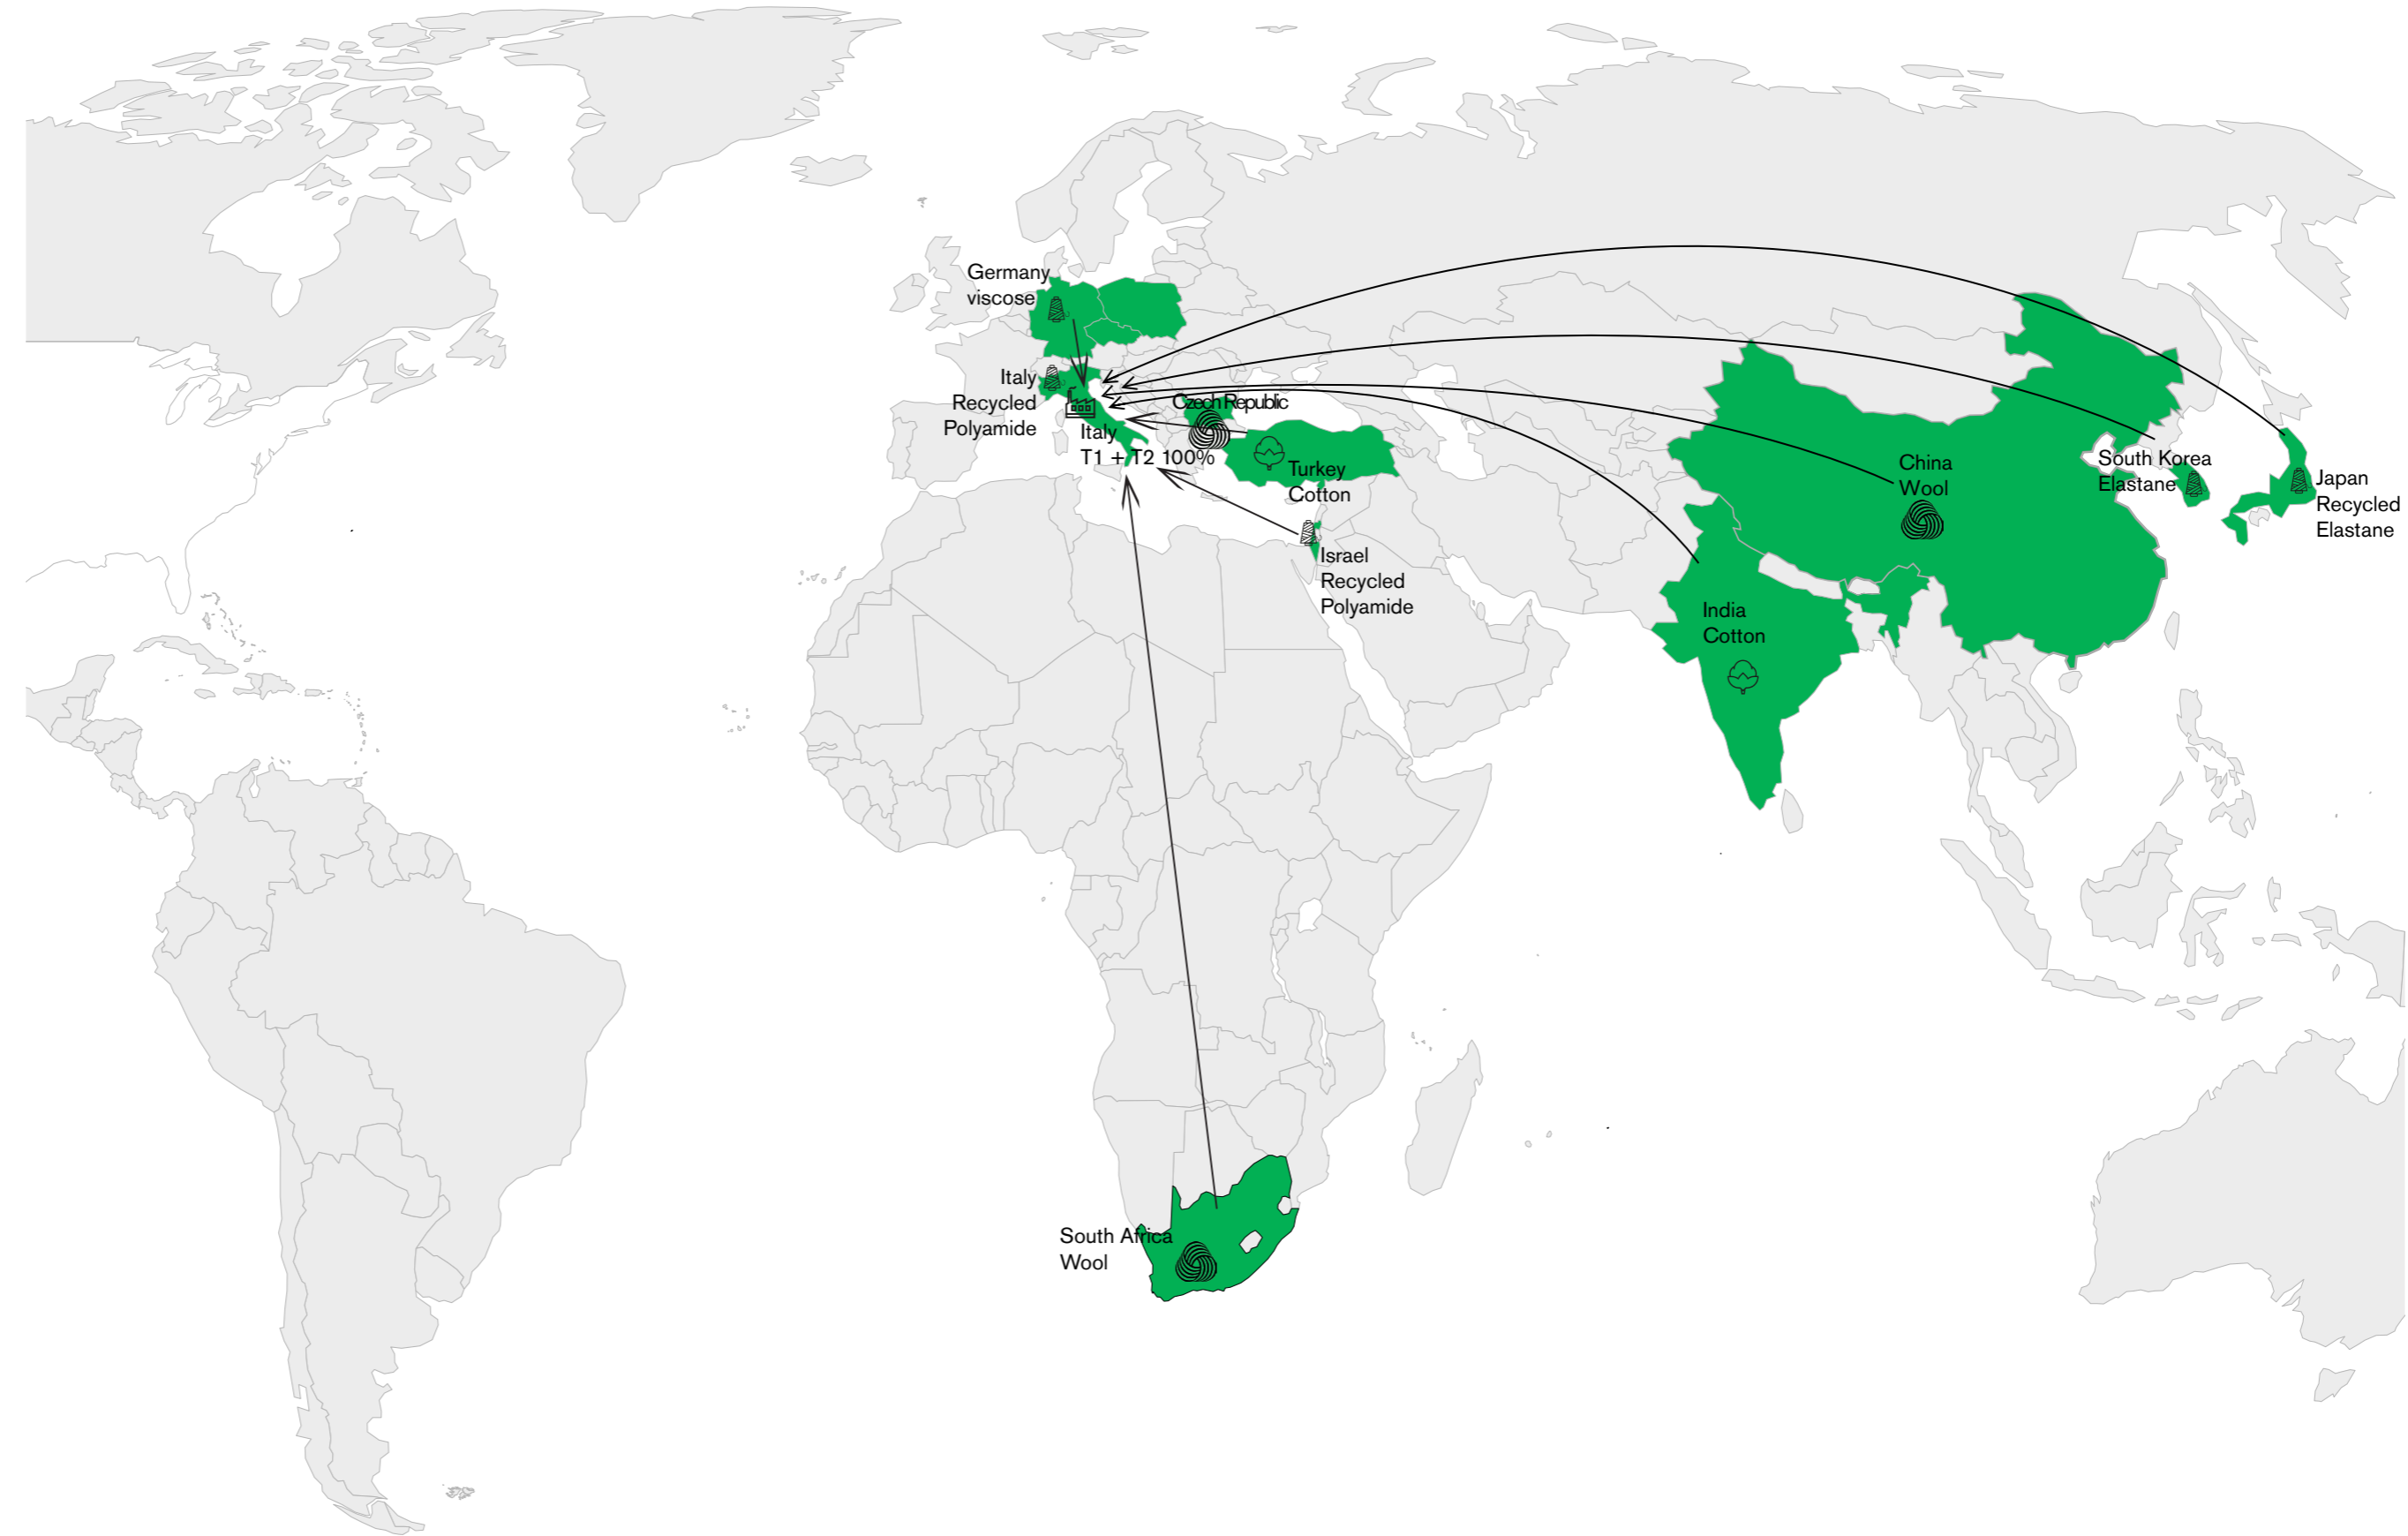 Germany
viscose
Italy
Recycled
Polyamide
Italy
T1 + T2 100%
Czech Republic
Turkey
Cotton
Israel
Recycled
Polyamide
China
Wool
South Korea
Elastane
Japan
Recycled
Elastane
India
Cotton
South Africa
Wool